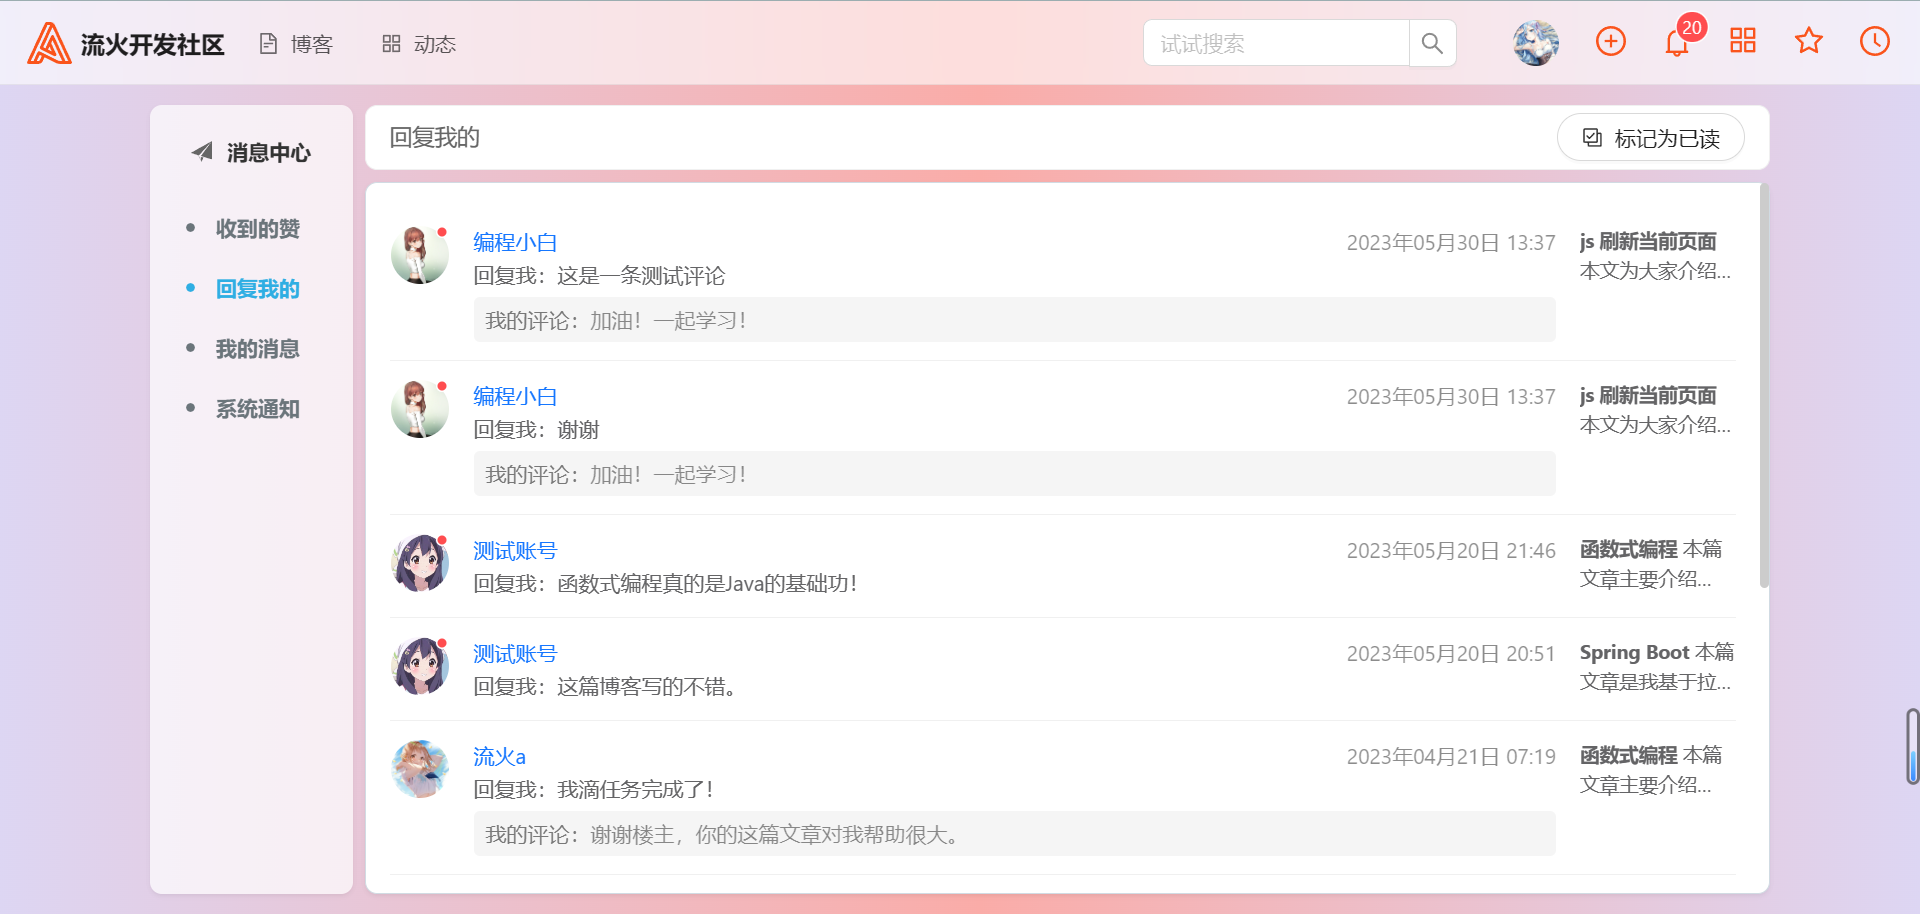 流火开发社区
博客
动态
试试搜索
20
消息中心
收到的赞
回复我的
我的消息
系统通知
回复我的
标记为已读
编程小白
2023年05月30日 13:37
回复我：这是一条测试评论
我的评论：加油！一起学习！
js 刷新当前页面
本文为大家介绍...
编程小白
2023年05月30日 13:37
回复我：谢谢
我的评论：加油！一起学习！
js 刷新当前页面
本文为大家介绍...
测试账号
2023年05月20日 21:46
回复我：函数式编程真的是Java的基础功！
函数式编程 本篇
文章主要介绍...
测试账号
2023年05月20日 20:51
回复我：这篇博客写的不错。
Spring Boot 本篇
文章是我基于拉...
流火a
2023年04月21日 07:19
回复我：我滴任务完成了！
我的评论：谢谢楼主，你的这篇文章对我帮助很大。
函数式编程 本篇
文章主要介绍...